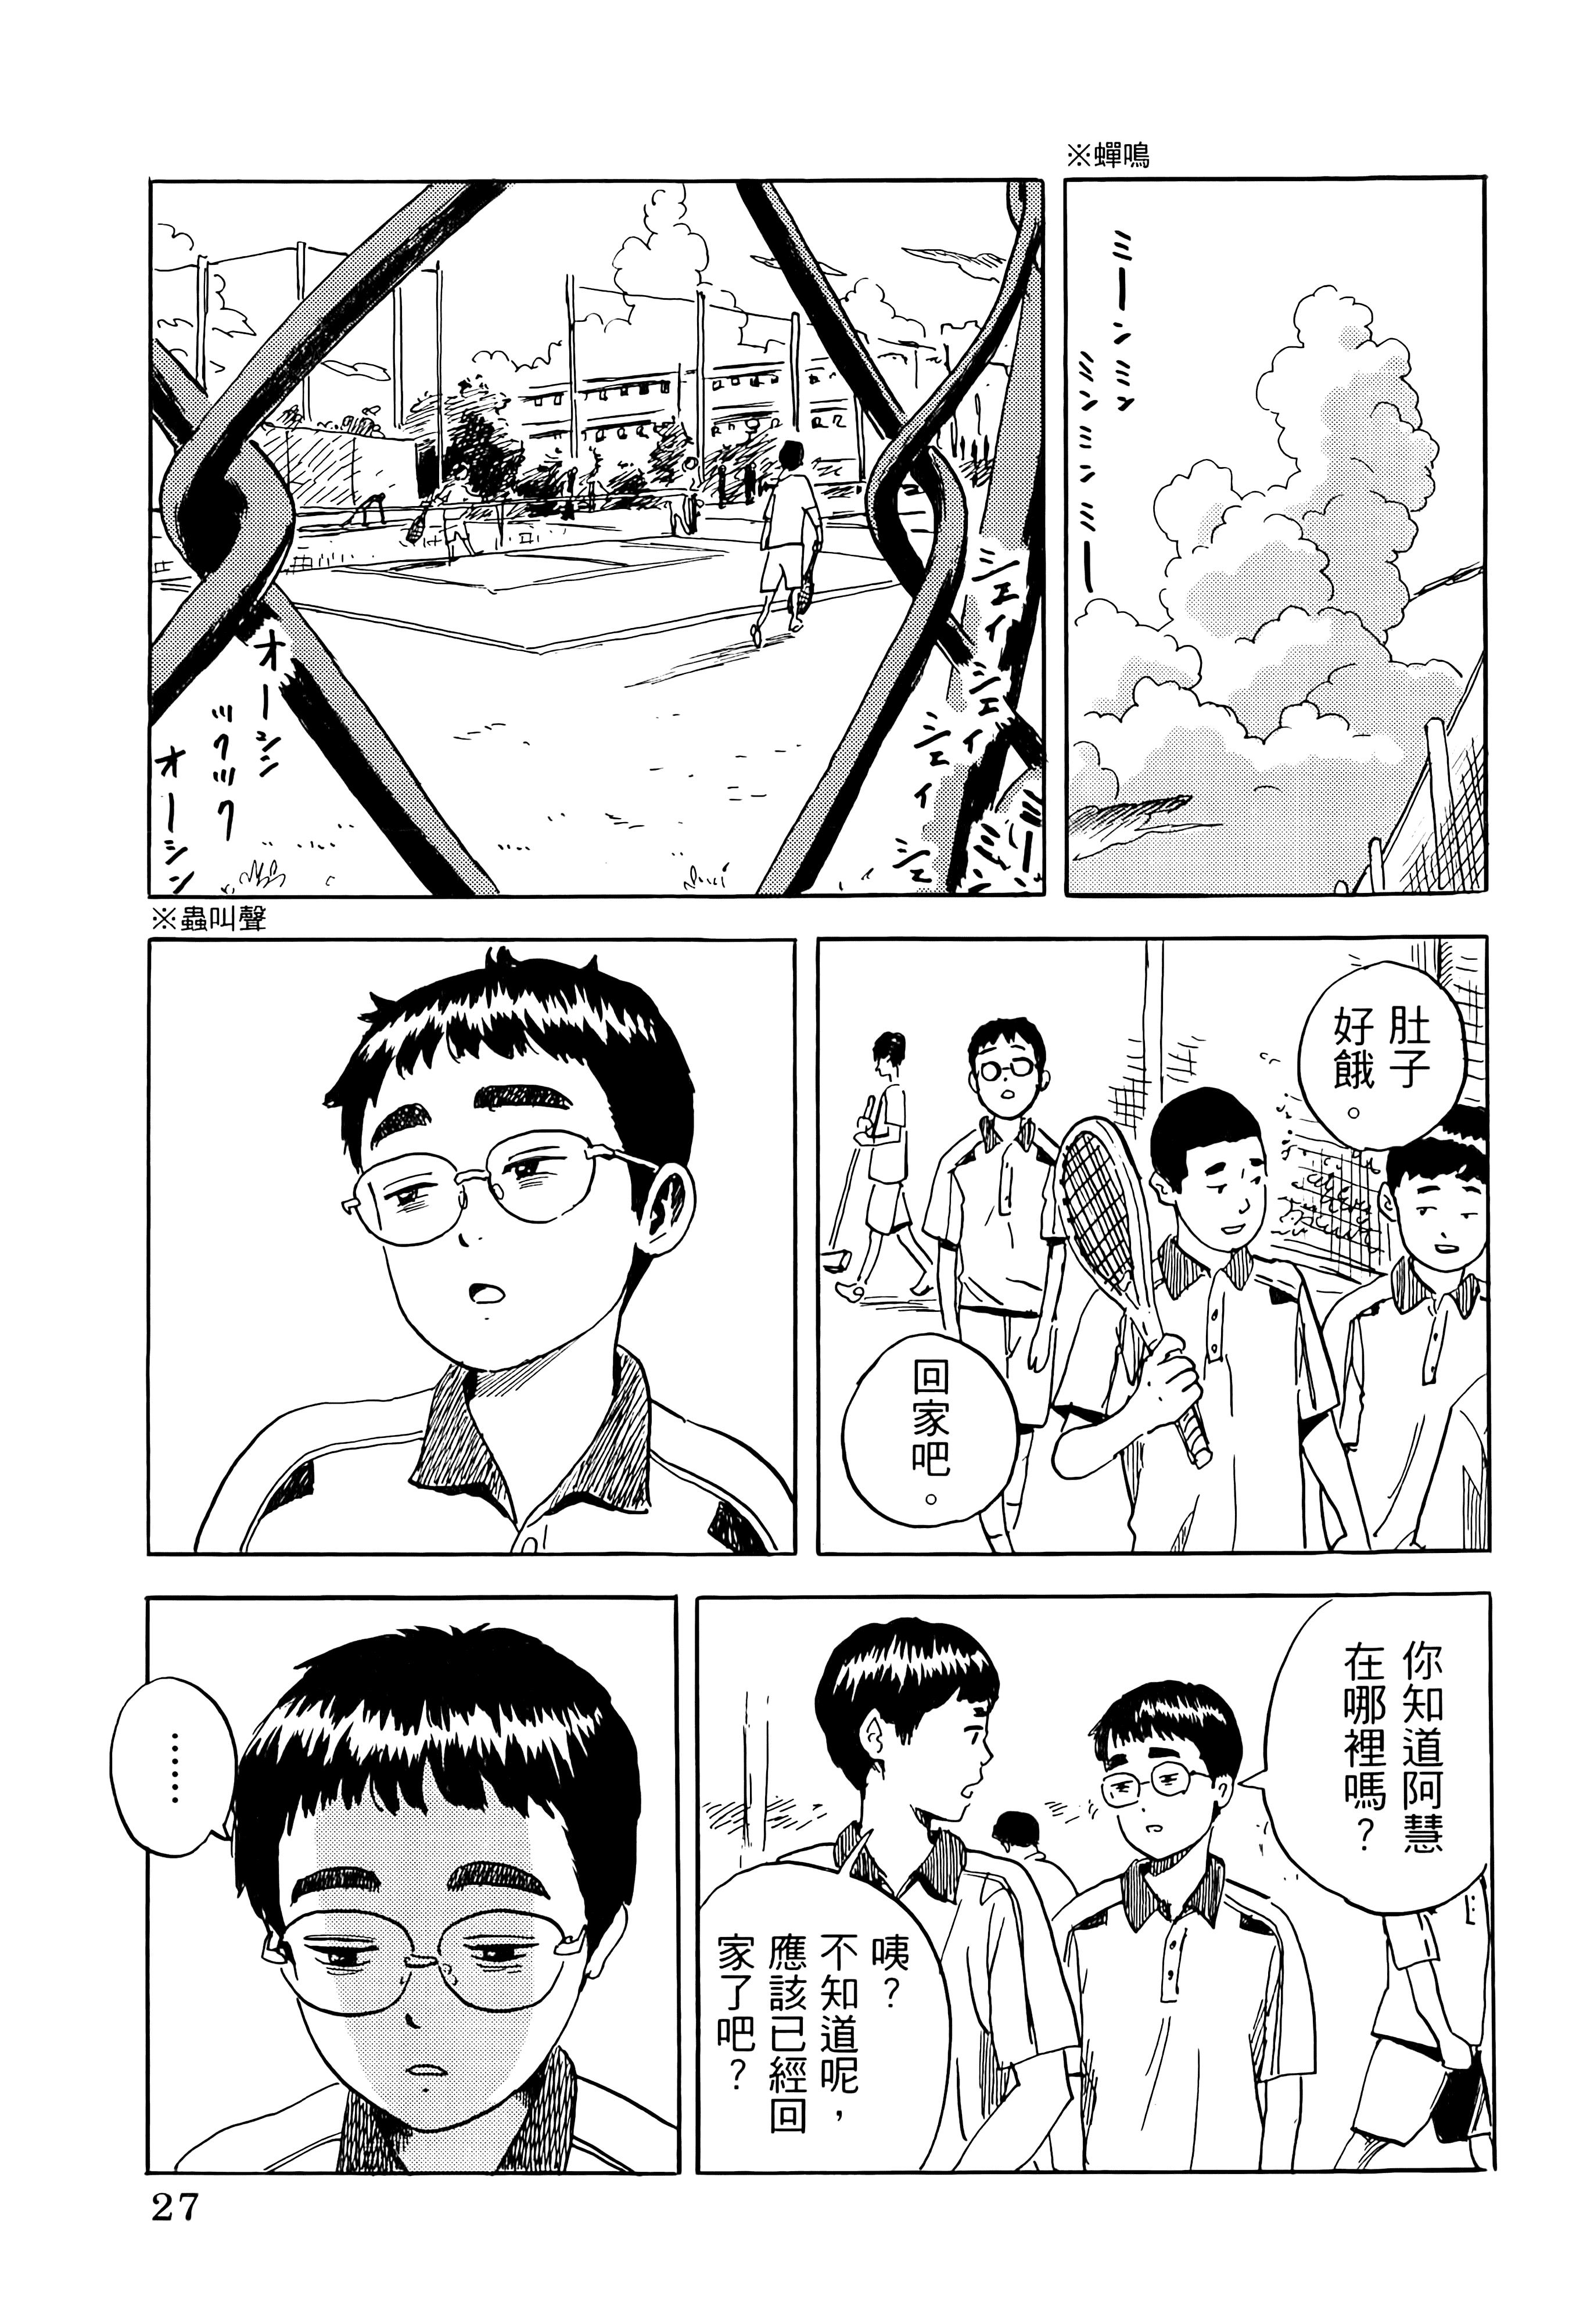 ※蟬鳴
ミーンミン
ミンミンミー
シェイ
シェイ
シェイ
シェ
ミー
オーシン
ツクツク
オーシン
※蟲叫聲
肚子
好餓。
回家吧。
你知道阿慧
在哪裡嗎?
咦?
不知道呢,
應該已經回
家了吧?
……
27